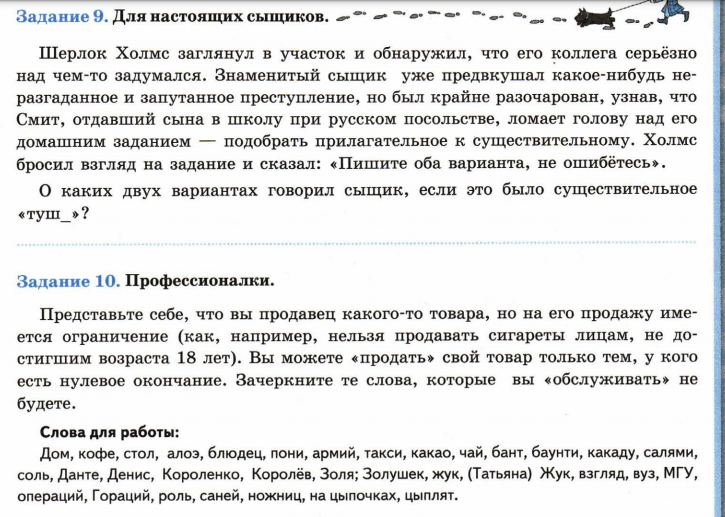 Задание 9. Для настоящих сыщиков.
Шерлок Холмс заглянул в участок и обнаружил, что его коллега серьёзно
над чем-то задумался. Знаменитый сыщик уже предвкушал какое-нибудь не-
разгаданное и запутанное преступление, но был крайне разочарован, узнав, что
Смит, отдавший сына в школу при русском посольстве, ломает голову над его
домашним заданием — подобрать прилагательное к существительному. Холмс
бросил взгляд на задание и сказал: «Пишите оба варианта, не ошибётесь».
О каких двух вариантах говорил сыщик, если это было существительное
«туш_»?
Задание 10. Профессионалки.
Представьте себе, что вы продавец какого-то товара, но на его продажу име-
ется ограничение (как, например, нельзя продавать сигареты лицам, не до-
стигшим возраста 18 лет). Вы можете «продать» свой товар только тем, у кого
есть нулевое окончание. Зачеркните те слова, которые вы «обслуживать» не
будете.
Слова для работы:
Дом, кофе, стол, алоэ, блюдец, пони, армий, такси, какао, чай, бант, баунти, какаду, салями,
соль, Данте, Денис, Короленко, Королёв, Золя; Золушек, жук, (Татьяна) Жук, взгляд, вуз, МГУ,
операций, Гораций, роль, саней, ножниц, на цыпочках, цыплят.